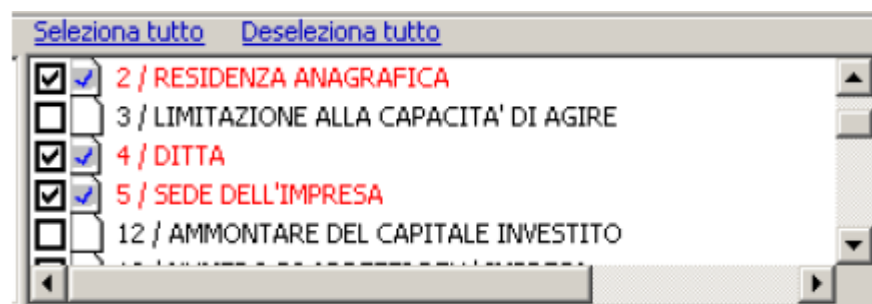 Seleziona tutto Deseleziona tutto
2 / RESIDENZA ANAGRAFICA
3 / LIMITAZIONE ALLA CAPACITA' DI AGIRE
4 / DITTA
5 / SEDE DELL'IMPRESA
12 / AMMONTARE DEL CAPITALE INVESTITO